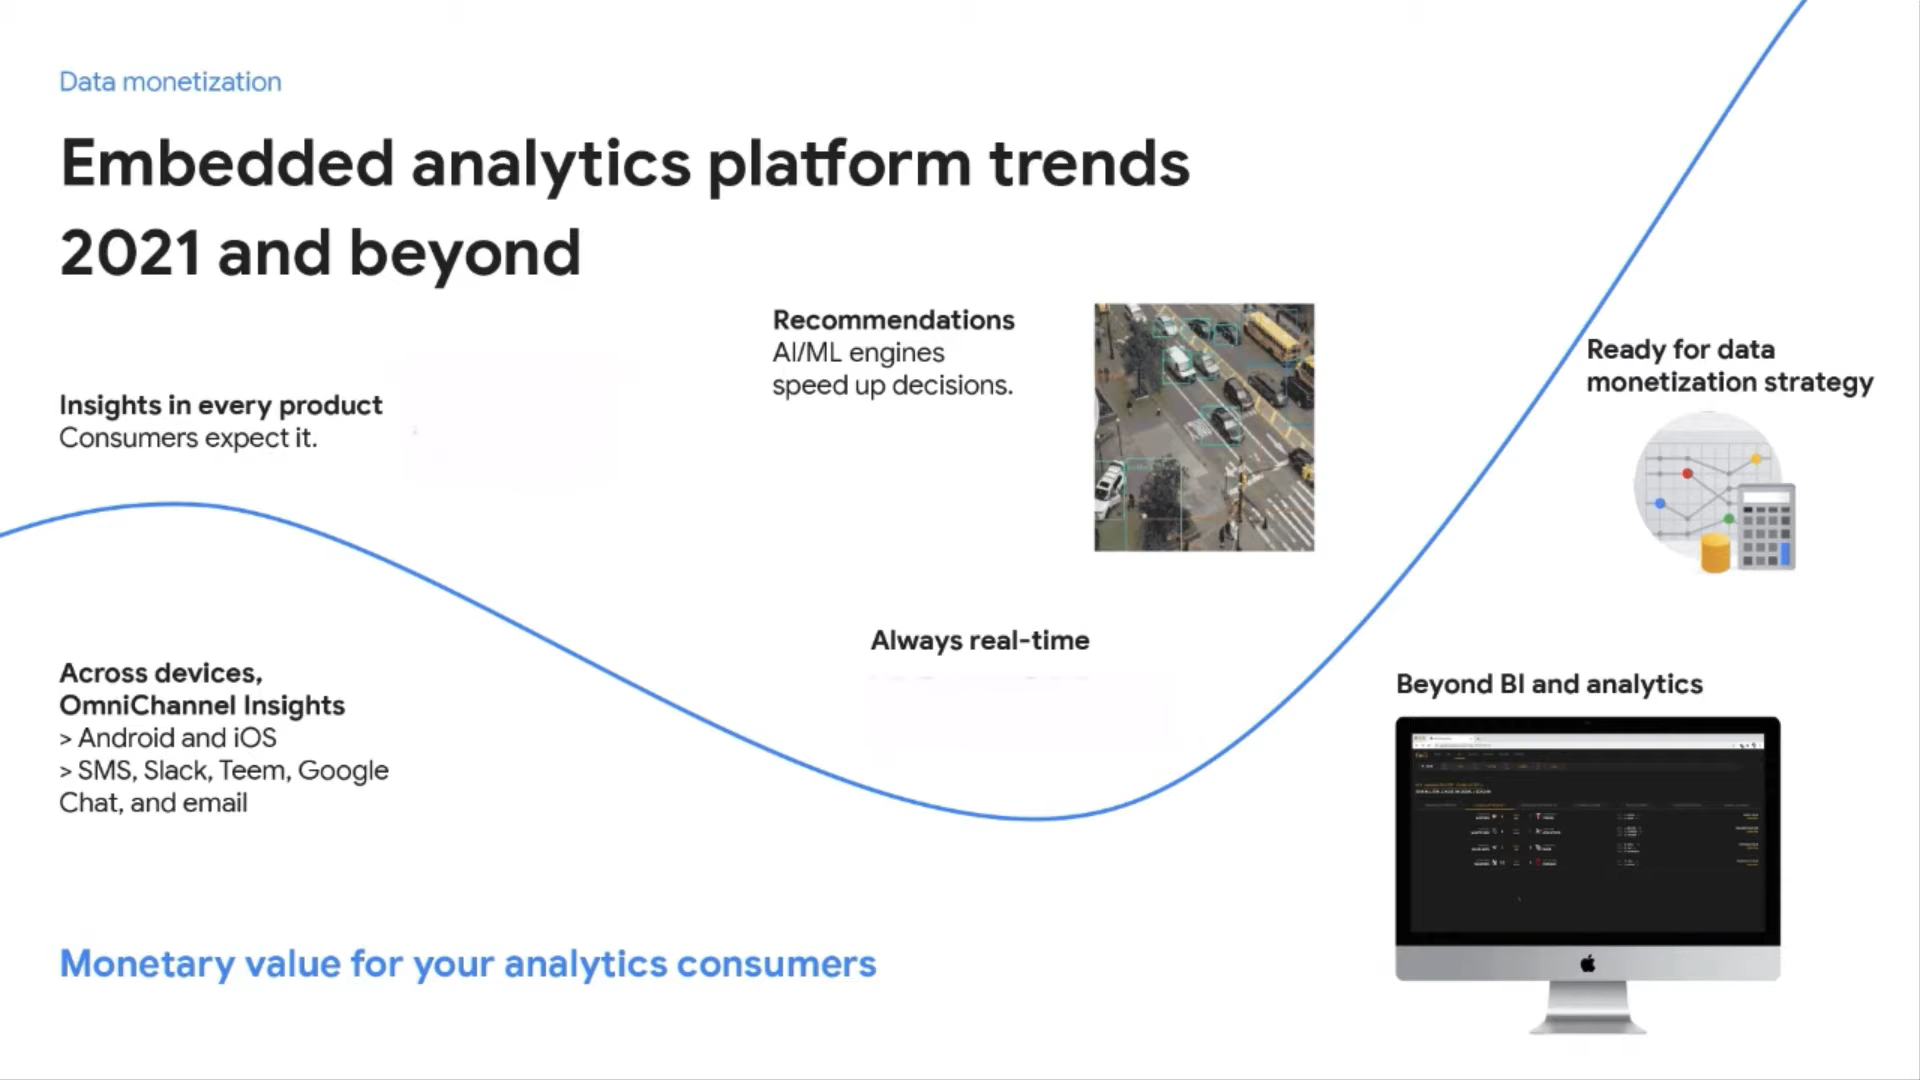 Data monetization
Embedded analytics platform trends
2021 and beyond
Insights in every product
Consumers expect it.
Recommendations
AI/ML engines
speed up decisions.
Ready for data
monetization strategy
Across devices,
OmniChannel Insights
> Android and iOS
> SMS, Slack, Teem, Google
Chat, and email
Always real-time
Beyond BI and analytics
Monetary value for your analytics consumers